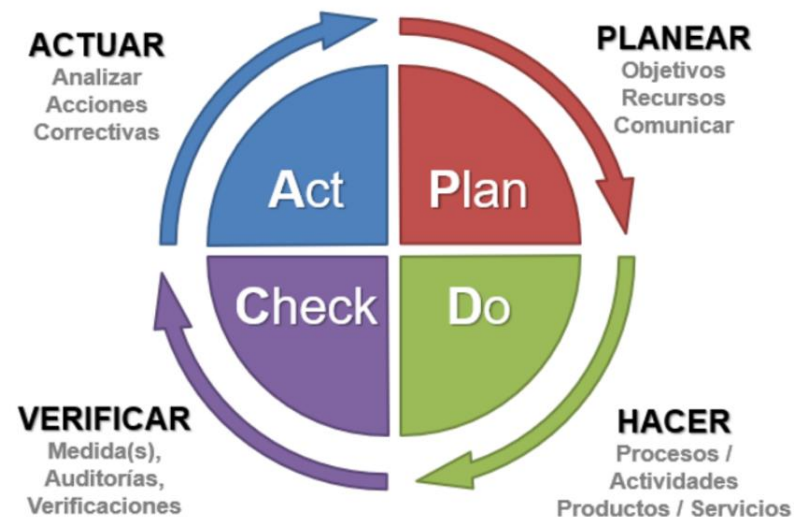 ACTUAR
Analizar
Acciones
Correctivas
PLANEAR
Objetivos
Recursos
Comunicar
Act
Plan
Check
Do
VERIFICAR
Medida(s),
Auditorías,
Verificaciones
HACER
Procesos /
Actividades
Productos / Servicios